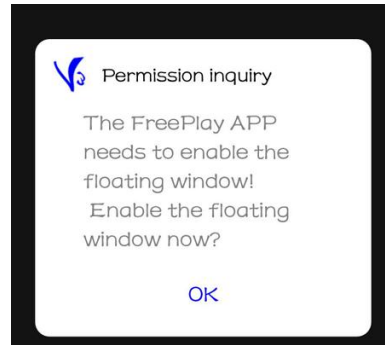 Permission inquiry
The FreePlay APP
needs to enable the
floating window!
Enable the floating
window now?
OK